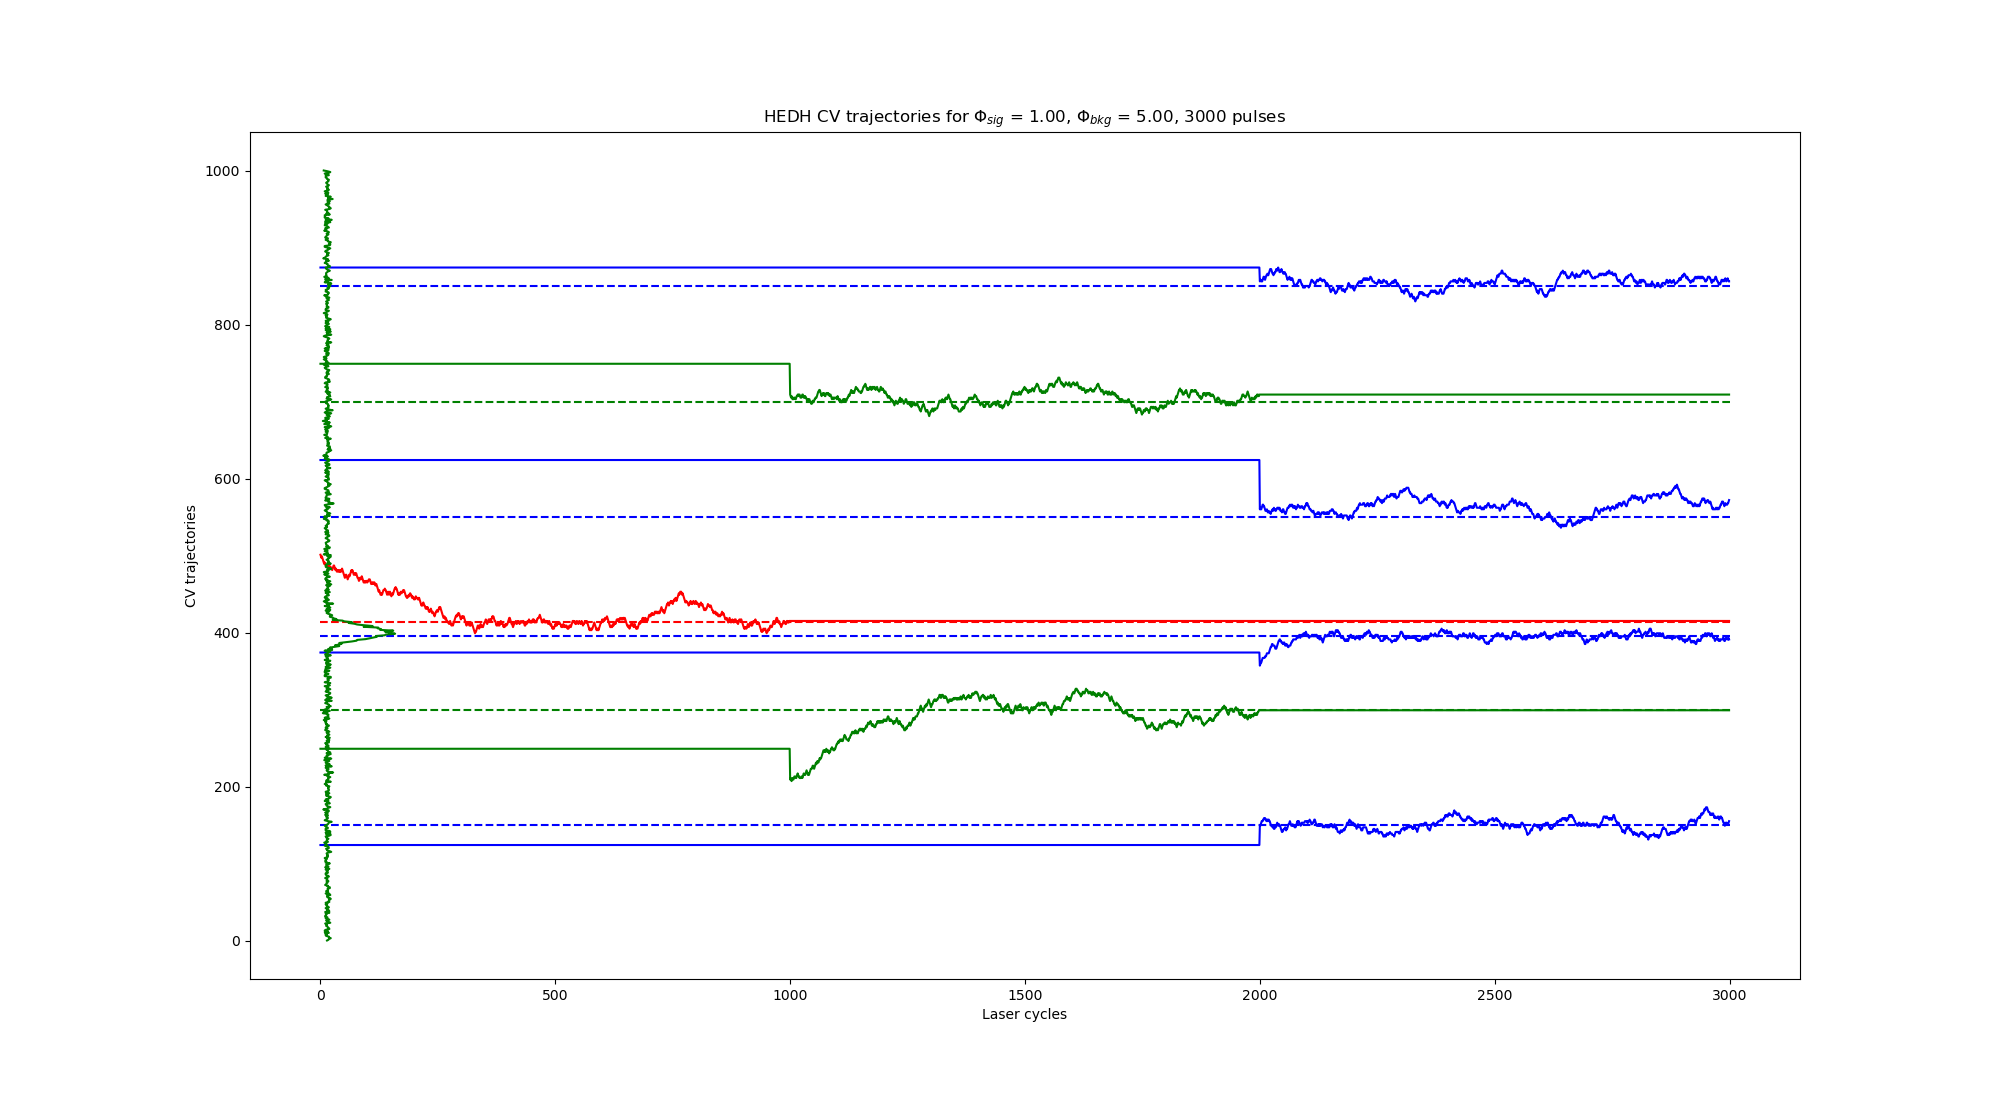 HEDH CV trajectories for Φsig = 1.00, Φbkg = 5.00, 3000 pulses
CV trajectories
1000
800
600
400
200
0
0 500 1000 1500 2000 2500 3000
Laser cycles